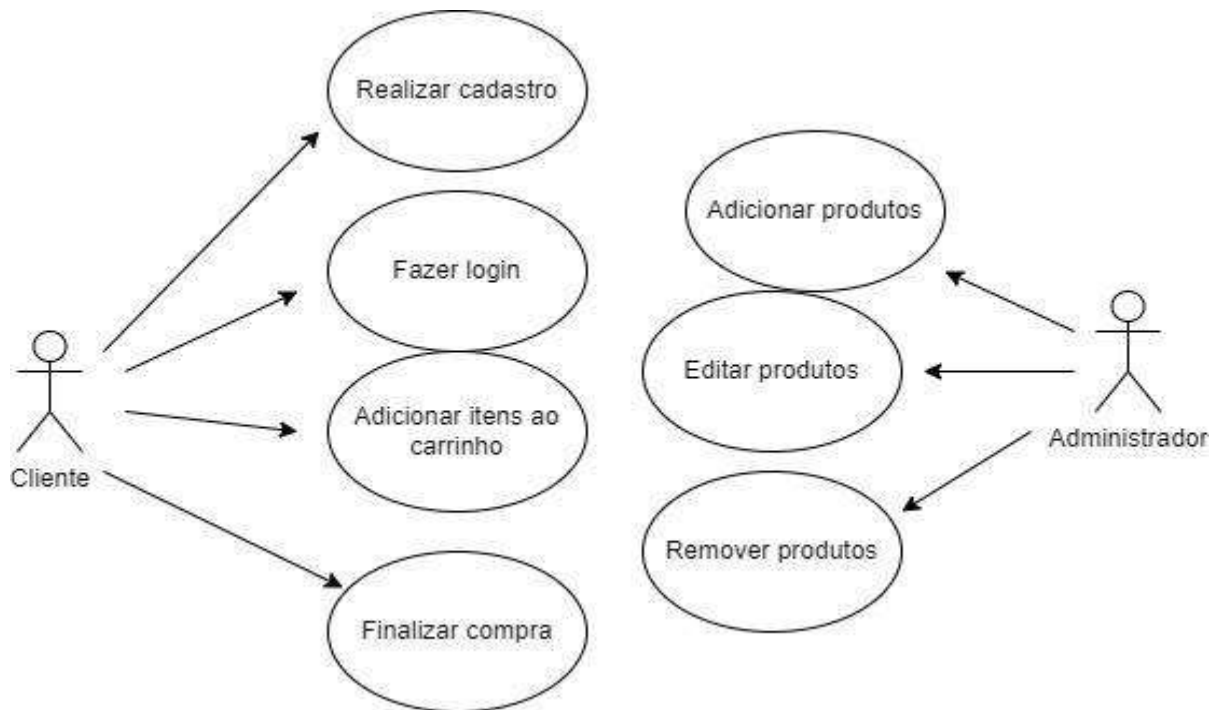 Realizar cadastro
Fazer login
Adicionar itens ao
carrinho
Finalizar compra
Cliente
Adicionar produtos
Editar produtos
Remover produtos
Administrador